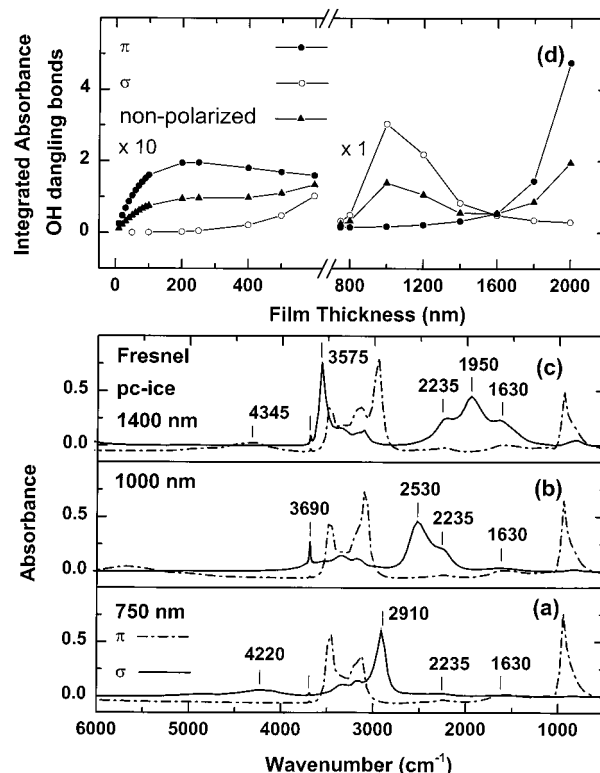 (d)
π
σ
non-polarized
x 10
x 1
4
2
0
Integrated Absorbance
OH dangling bonds
0 200 400 800 1200 1600 2000
Film Thickness (nm)
Fresnel
pc-ice
1400 nm
(c)
3575
4345
2235
1950
1630
0.5
0.0
1000 nm
(b)
3690
2530
2235
1630
0.5
0.0
750 nm
(a)
π
σ
2910
4220
2235
1630
0.5
0.0
Absorbance
6000 5000 4000 3000 2000 1000
Wavenumber (cm⁻¹)